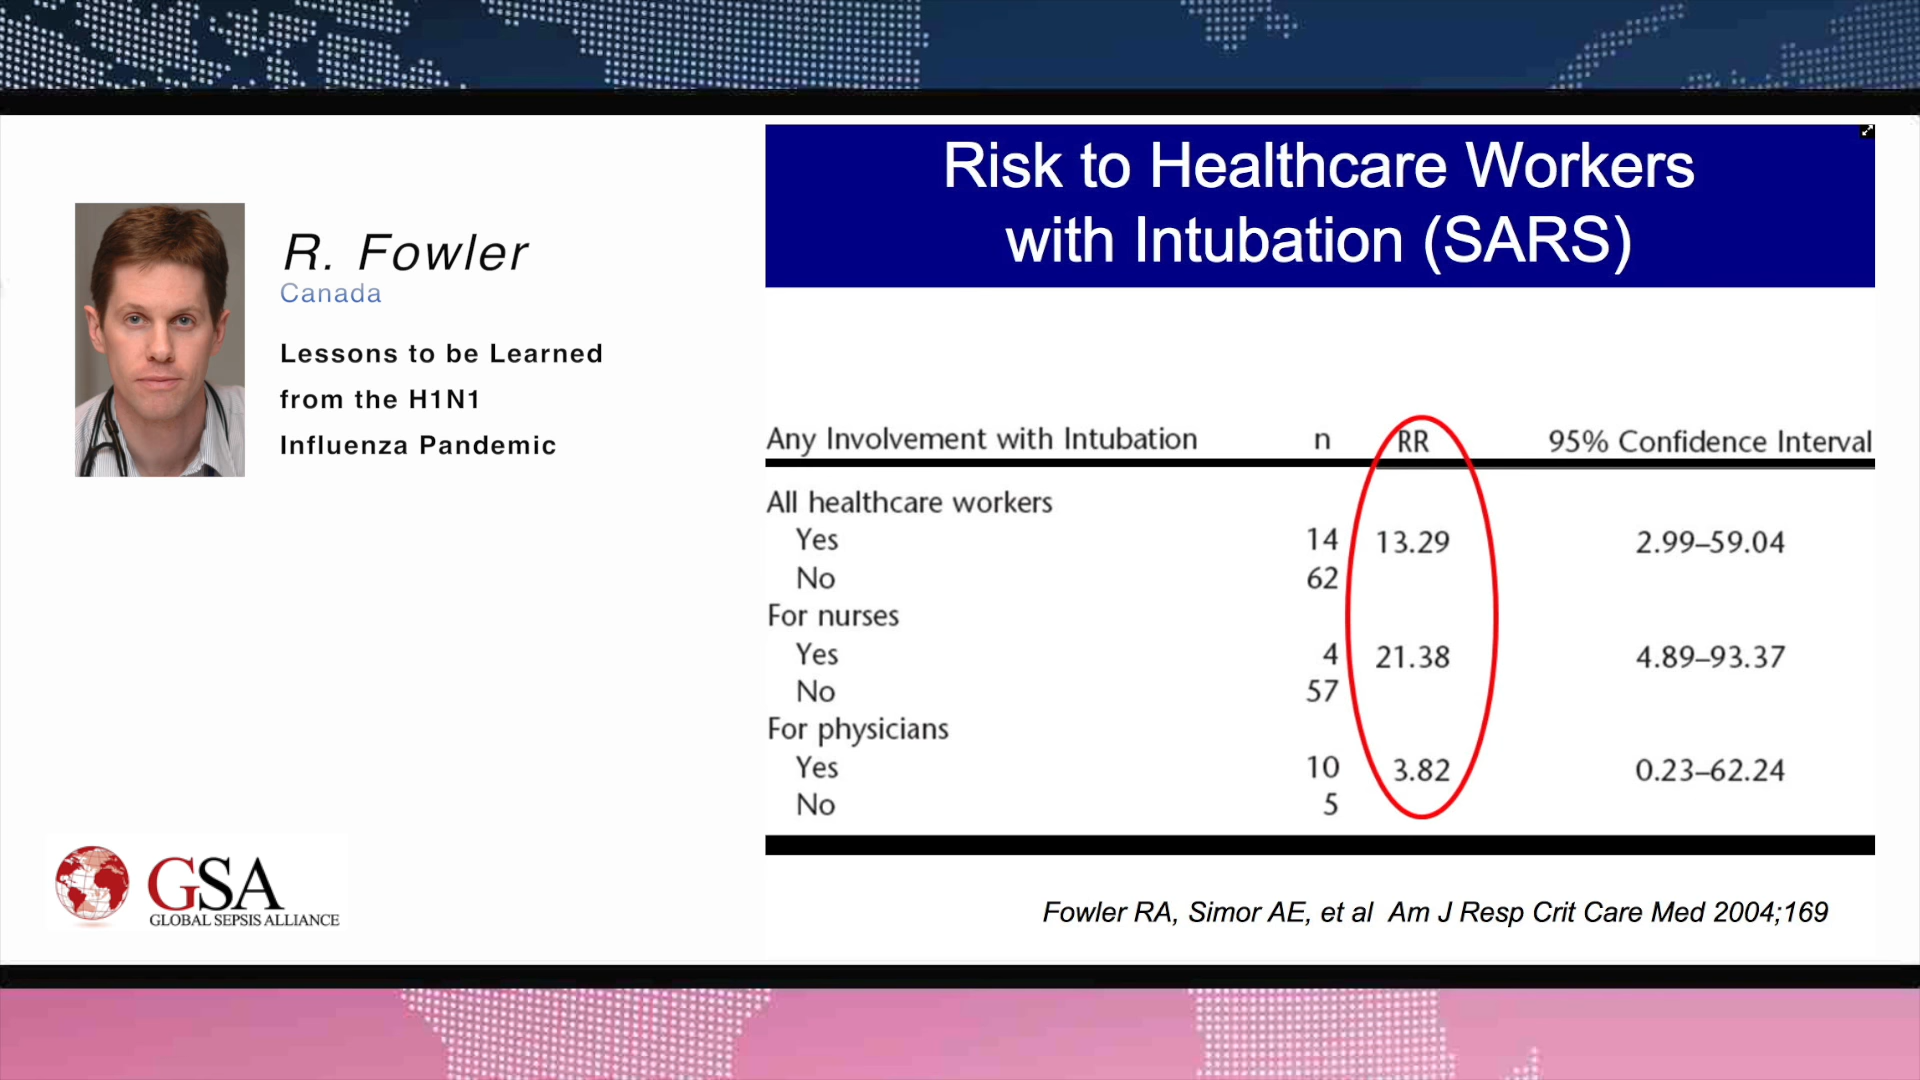 R. Fowler
Canada
Lessons to be Learned
from the H1N1
Influenza Pandemic
GSA
GLOBAL SEPSIS ALLIANCE
Risk to Healthcare Workers
with Intubation (SARS)
Any Involvement with Intubation n RR 95% Confidence Interval
All healthcare workers
Yes 14 13.29 2.99–59.04
No 62
For nurses
Yes 4 21.38 4.89–93.37
No 57
For physicians
Yes 10 3.82 0.23–62.24
No 5
Fowler RA, Simor AE, et al Am J Resp Crit Care Med 2004;169